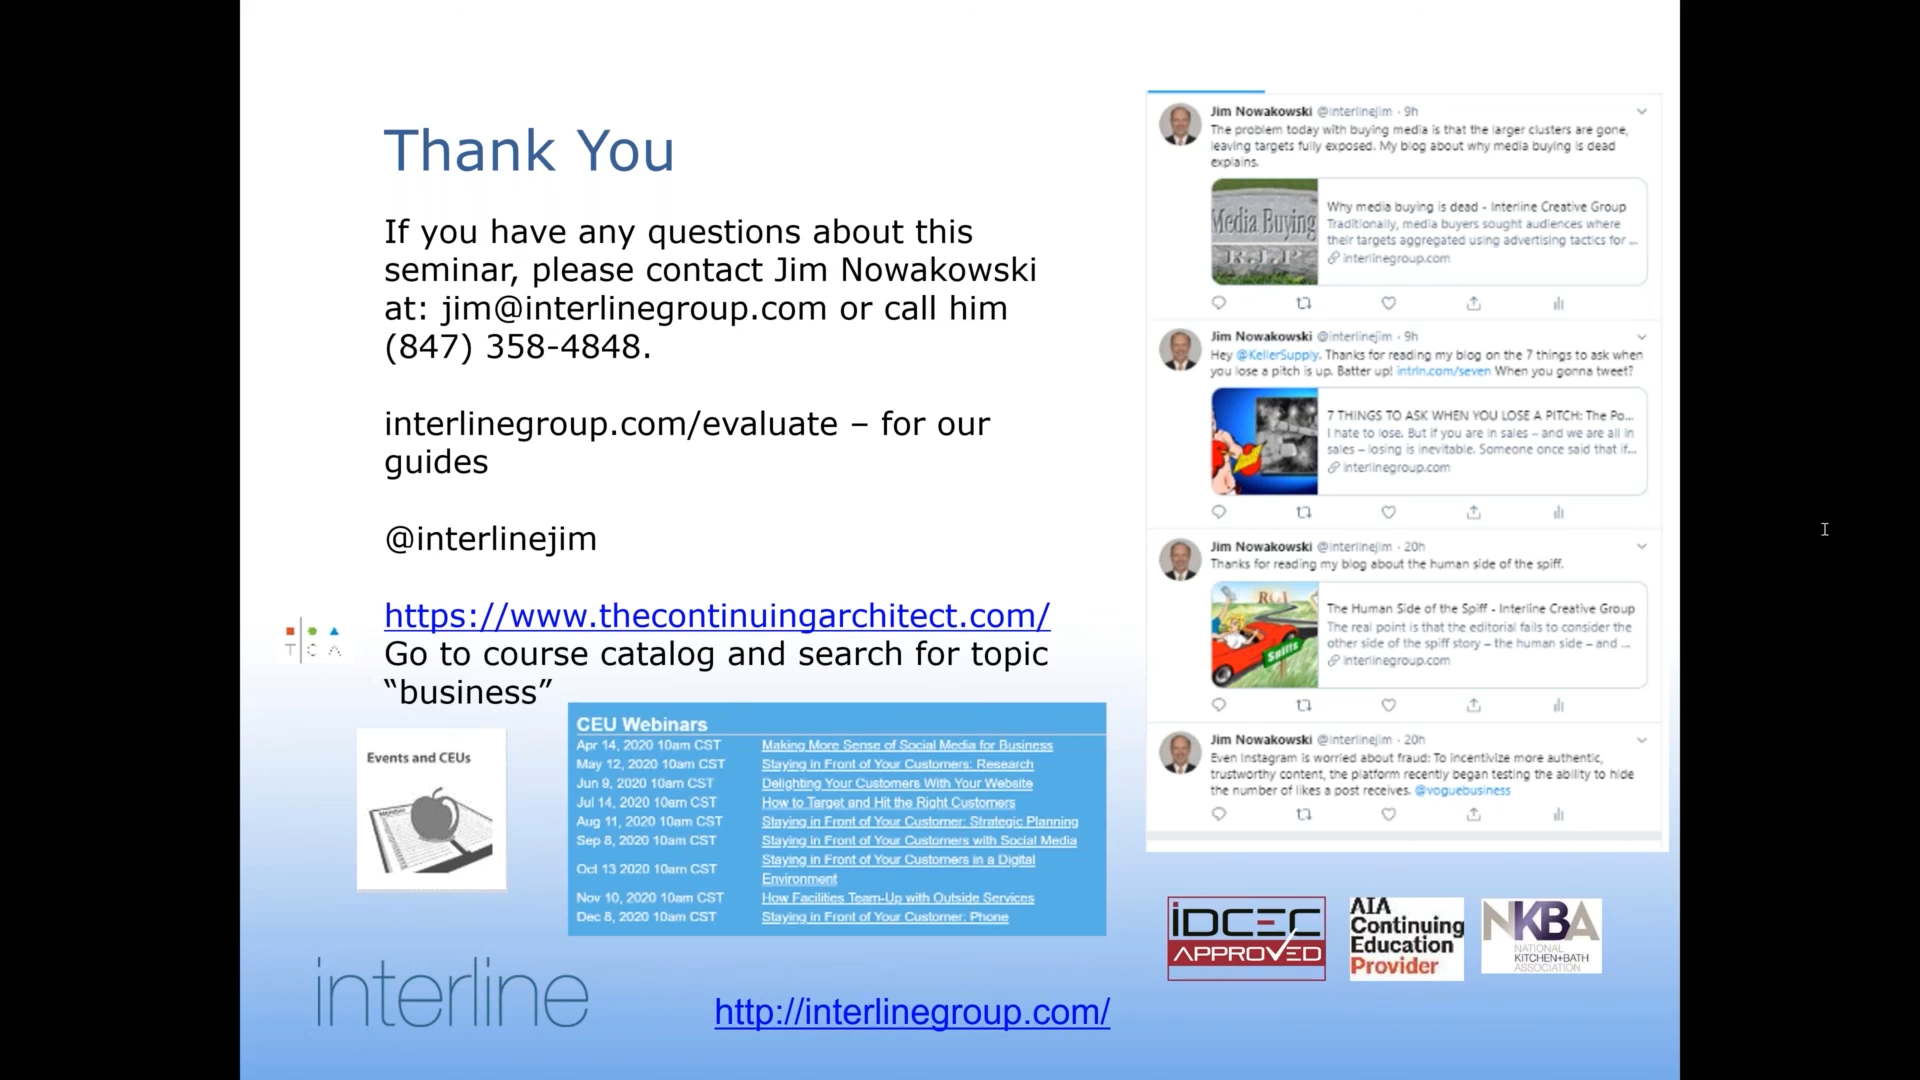 Thank You
If you have any questions about this
seminar, please contact Jim Nowakowski
at: jim@interlinegroup.com or call him
(847) 358-4848.
interlinegroup.com/evaluate – for our
guides
@interlinejim
https://www.thecontinuingarchitect.com/
Go to course catalog and search for topic
“business”
T C A
Events and CEUs
MONDAY
CEU Webinars
Apr 14, 2020 10am CST Making More Sense of Social Media for Business
May 12, 2020 10am CST Staying in Front of Your Customers: Research
Jun 9, 2020 10am CST Delighting Your Customers With Your Website
Jul 14, 2020 10am CST How to Target and Hit the Right Customers
Aug 11, 2020 10am CST Staying in Front of Your Customer: Strategic Planning
Sep 8, 2020 10am CST Staying in Front of Your Customers with Social Media
Oct 13 2020 10am CST Staying in Front of Your Customers in a Digital
Environment
Nov 10, 2020 10am CST How Facilities Team-Up with Outside Services
Dec 8, 2020 10am CST Staying in Front of Your Customer: Phone
interline
http://interlinegroup.com/
Jim Nowakowski @interlinejim · 9h
The problem today with buying media is that the larger clusters are gone,
leaving targets fully exposed. My blog about why media buying is dead
explains.
Media Buying
R.I.P
Why media buying is dead - Interline Creative Group
Traditionally, media buyers sought audiences where
their targets aggregated using advertising tactics for ...
interlinegroup.com
Jim Nowakowski @interlinejim · 9h
Hey @KellerSupply. Thanks for reading my blog on the 7 things to ask when
you lose a pitch is up. Batter up! intrln.com/seven When you gonna tweet?
7 THINGS TO ASK WHEN YOU LOSE A PITCH: The Po...
I hate to lose. But if you are in sales – and we are all in
sales – losing is inevitable. Someone once said that if...
interlinegroup.com
Jim Nowakowski @interlinejim · 20h
Thanks for reading my blog about the human side of the spiff.
RGI
Spiffs
The Human Side of the Spiff - Interline Creative Group
The real point is that the editorial fails to consider the
other side of the spiff story – the human side – and ...
interlinegroup.com
Jim Nowakowski @interlinejim · 20h
Even Instagram is worried about fraud: To incentivize more authentic,
trustworthy content, the platform recently began testing the ability to hide
the number of likes a post receives. @voguebusiness
IDCEC
APPROVED
AIA
Continuing
Education
Provider
NKBA
NATIONAL
KITCHEN+BATH
ASSOCIATION